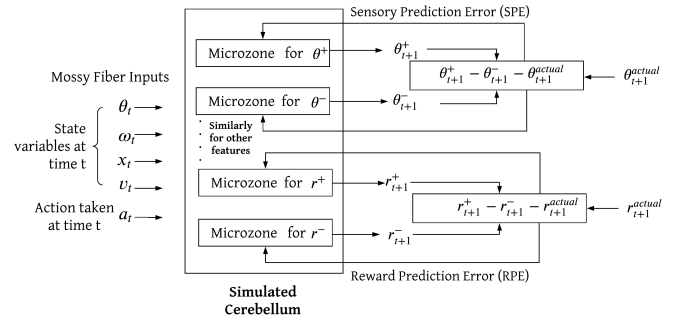 Sensory Prediction Error (SPE)
Microzone for θ⁺
θ⁺ₜ₊₁
Mossy Fiber Inputs
θ⁺ₜ₊₁ − θ⁻ₜ₊₁ − θᵃᶜᵗᵘᵃˡₜ₊₁
θᵃᶜᵗᵘᵃˡₜ₊₁
Microzone for θ⁻
θ⁻ₜ₊₁
θₜ
State
variables at
time t
ωₜ
xₜ
vₜ
Similarly
for other
features
Microzone for r⁺
r⁺ₜ₊₁
Action taken
at time t
aₜ
r⁺ₜ₊₁ − r⁻ₜ₊₁ − rᵃᶜᵗᵘᵃˡₜ₊₁
rᵃᶜᵗᵘᵃˡₜ₊₁
Microzone for r⁻
r⁻ₜ₊₁
Reward Prediction Error (RPE)
Simulated
Cerebellum